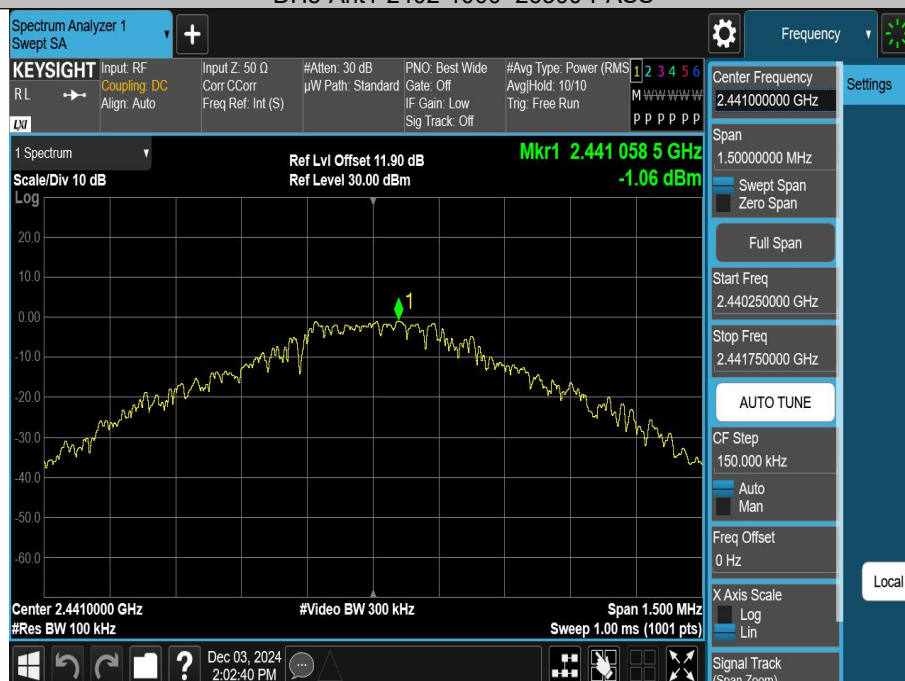 Spectrum Analyzer 1
Swept SA
Frequency
KEYSIGHT
RL
LXI
Input: RF
Coupling: DC
Align: Auto
Input Z: 50 Ω
Corr CCorr
Freq Ref: Int (S)
#Atten: 30 dB
µW Path: Standard
PNO: Best Wide
Gate: Off
IF Gain: Low
Sig Track: Off
#Avg Type: Power (RMS
Avg|Hold: 10/10
Trig: Free Run
1 2 3 4 5 6
M W W W W W
P P P P P P
1 Spectrum
Scale/Div 10 dB
Log
Ref Lvl Offset 11.90 dB
Ref Level 30.00 dBm
Mkr1 2.441 058 5 GHz
-1.06 dBm
20.0
10.0
0.00
-10.0
-20.0
-30.0
-40.0
-50.0
-60.0
1
Center 2.4410000 GHz
#Res BW 100 kHz
#Video BW 300 kHz
Span 1.500 MHz
Sweep 1.00 ms (1001 pts)
Dec 03, 2024
2:02:40 PM
Center Frequency
2.441000000 GHz
Settings
Span
1.50000000 MHz
Swept Span
Zero Span
Full Span
Start Freq
2.440250000 GHz
Stop Freq
2.441750000 GHz
AUTO TUNE
CF Step
150.000 kHz
Auto
Man
Freq Offset
0 Hz
Local
X Axis Scale
Log
Lin
Signal Track
(Span Zoom)